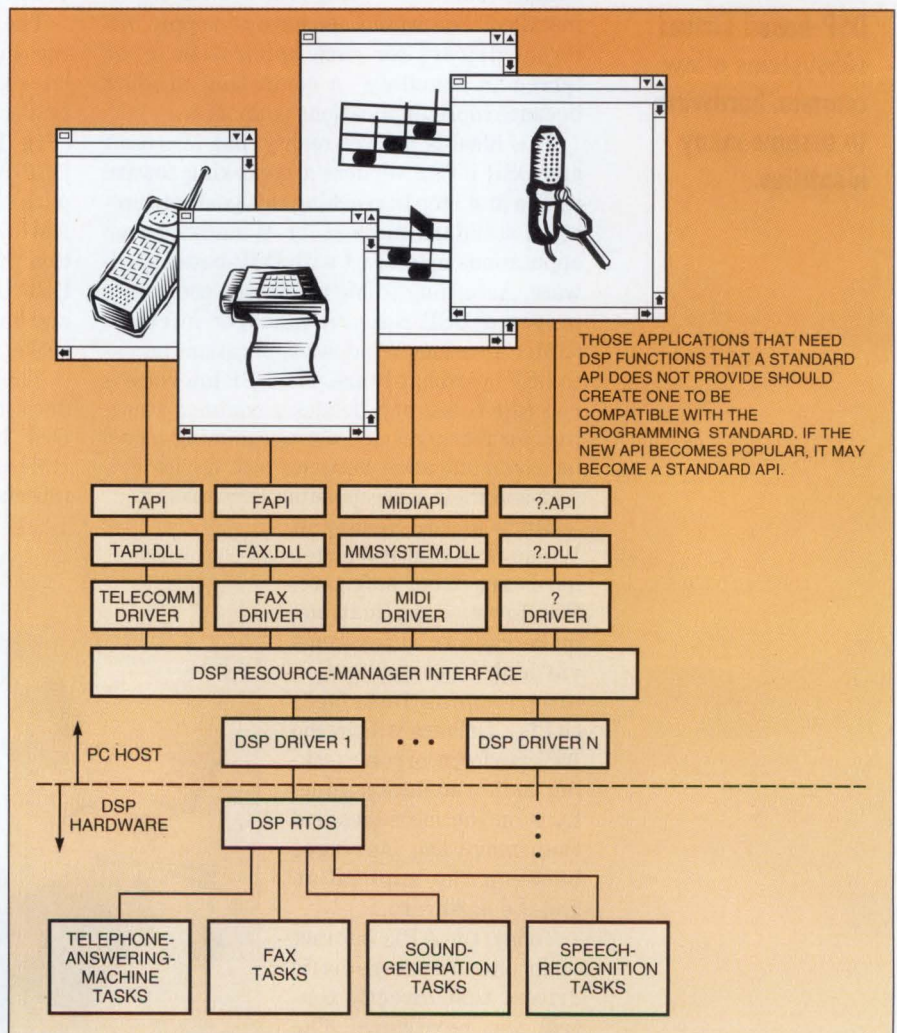 THOSE APPLICATIONS THAT NEED
DSP FUNCTIONS THAT A STANDARD
API DOES NOT PROVIDE SHOULD
CREATE ONE TO BE
COMPATIBLE WITH THE
PROGRAMMING STANDARD. IF THE
NEW API BECOMES POPULAR, IT MAY
BECOME A STANDARD API.
TAPI
FAPI
MIDIAPI
?.API
TAPI.DLL
FAX.DLL
MMSYSTEM.DLL
?.DLL
TELECOMM
DRIVER
FAX
DRIVER
MIDI
DRIVER
?
DRIVER
DSP RESOURCE-MANAGER INTERFACE
DSP DRIVER 1
• • •
DSP DRIVER N
PC HOST
DSP
HARDWARE
DSP RTOS
TELEPHONE-
ANSWERING-
MACHINE
TASKS
FAX
TASKS
SOUND-
GENERATION
TASKS
SPEECH-
RECOGNITION
TASKS